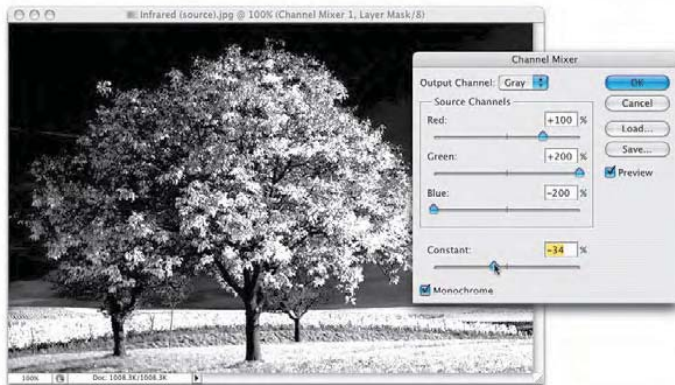 Infrared (source).jpg @ 100% (Channel Mixer 1, Layer Mask/8)
Channel Mixer
Output Channel: Gray
OK
Source Channels
Cancel
Red: +100 %
Load...
Green: +200 %
Save...
Preview
Blue: -200 %
Constant: -34 %
Monochrome
100% Doc: 1008.3K/1008.3K